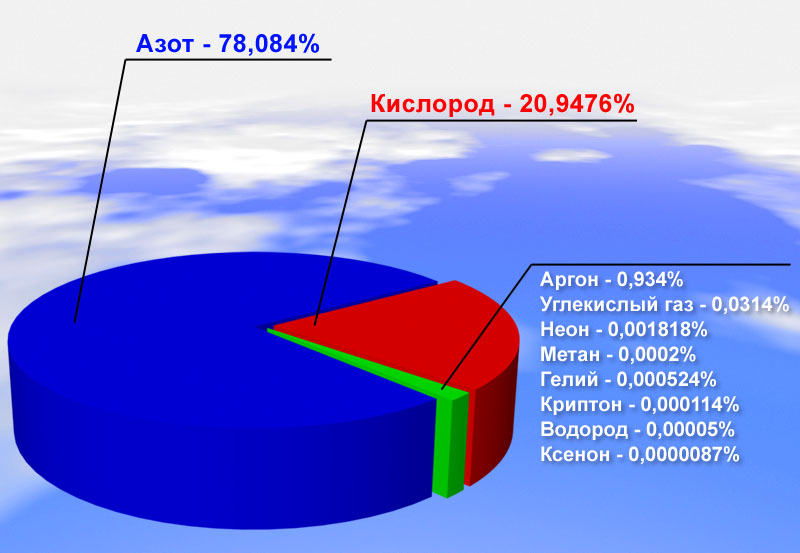 Азот - 78,084%
Кислород - 20,9476%
Аргон - 0,934%
Углекислый газ - 0,0314%
Неон - 0,001818%
Метан - 0,0002%
Гелий - 0,000524%
Криптон - 0,000114%
Водород - 0,00005%
Ксенон - 0,0000087%